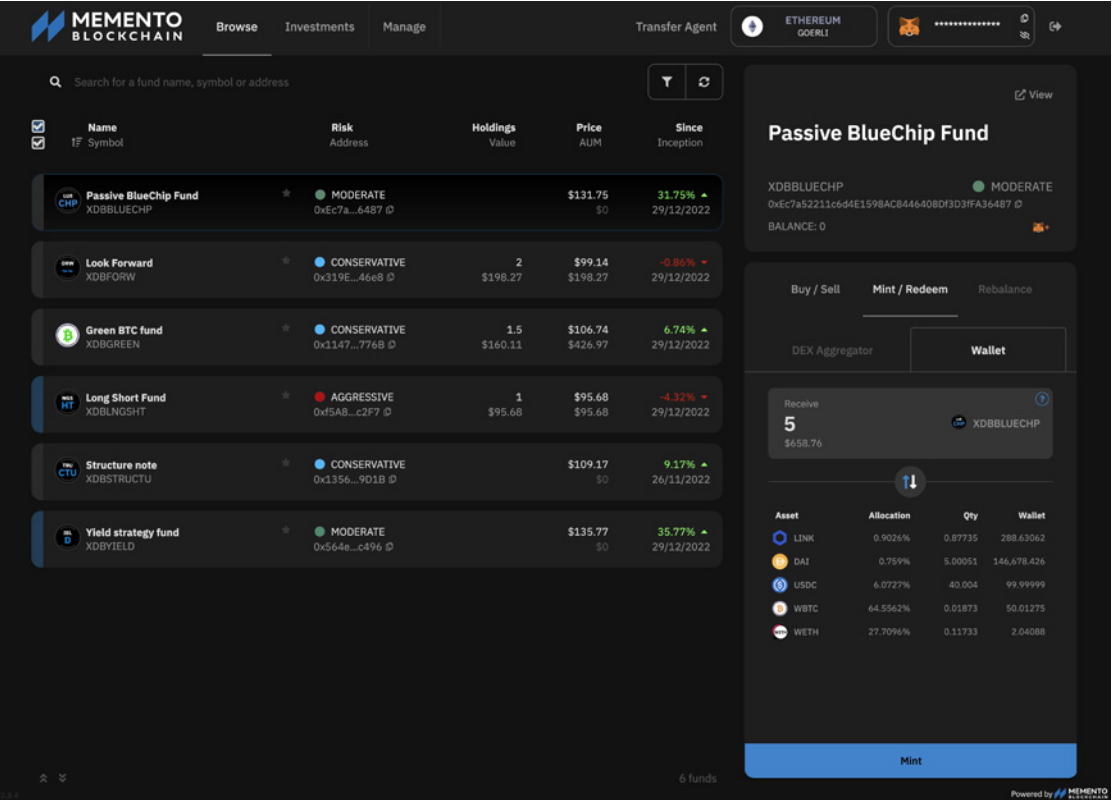 MEMENTO
BLOCKCHAIN
Browse Investments Manage Transfer Agent ETHEREUM
GOERLI
**************
Search for a fund name, symbol or address
Name Risk Holdings Price Since
Symbol Address Value AUM Inception
Passive BlueChip Fund MODERATE $131.75 31.75%
XDBBLUECHP 0xEc7a...6487 $0 29/12/2022
Look Forward CONSERVATIVE 2 $99.14 -0.86%
XDBFORW 0x319E...46e8 $198.27 $198.27 29/12/2022
Green BTC fund CONSERVATIVE 1.5 $106.74 6.74%
XDBGREEN 0x1147...776B $160.11 $426.97 29/12/2022
Long Short Fund AGGRESSIVE 1 $95.68 -4.32%
XDBLNGSHT 0xf5A8...c2F7 $95.68 $95.68 29/12/2022
Structure note CONSERVATIVE $109.17 9.17%
XDBSTRUCTU 0x1356...9D1B $0 26/11/2022
Yield strategy fund MODERATE $135.77 35.77%
XDBYIELD 0x564e...c496 $0 29/12/2022
6 funds
View
Passive BlueChip Fund
XDBBLUECHP MODERATE
0xEc7a52211c6d4E1598AC8446408Df3D3fFA36487
BALANCE: 0
Buy / Sell Mint / Redeem Rebalance
DEX Aggregator Wallet
Receive
5 XDBBLUECHP
$658.76
Asset Allocation Qty Wallet
LINK 0.9026% 0.87735 288.63062
DAI 0.759% 5.00051 146,678.426
USDC 6.0727% 40.004 99.99999
WBTC 64.5562% 0.01873 50.01275
WETH 27.7096% 0.11733 2.04088
Mint
Powered by MEMENTO
BLOCKCHAIN